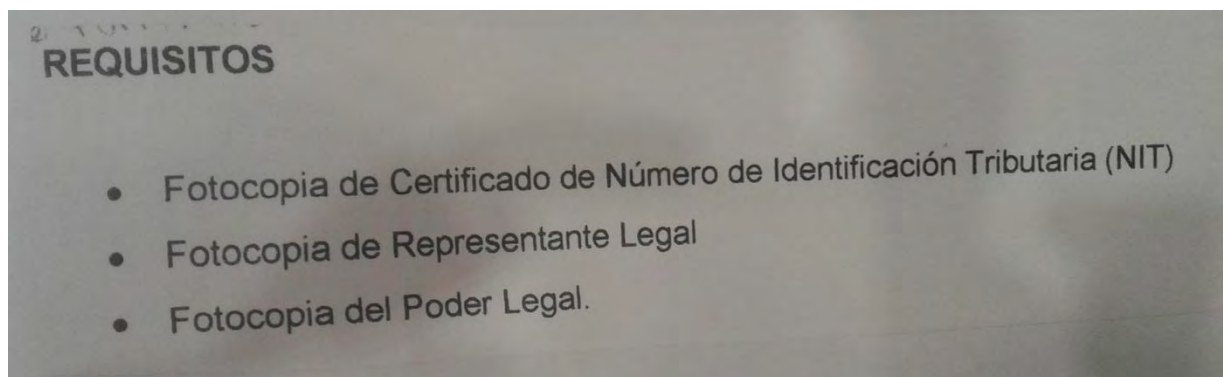 REQUISITOS
• Fotocopia de Certificado de Número de Identificación Tributaria (NIT)
• Fotocopia de Representante Legal
• Fotocopia del Poder Legal.